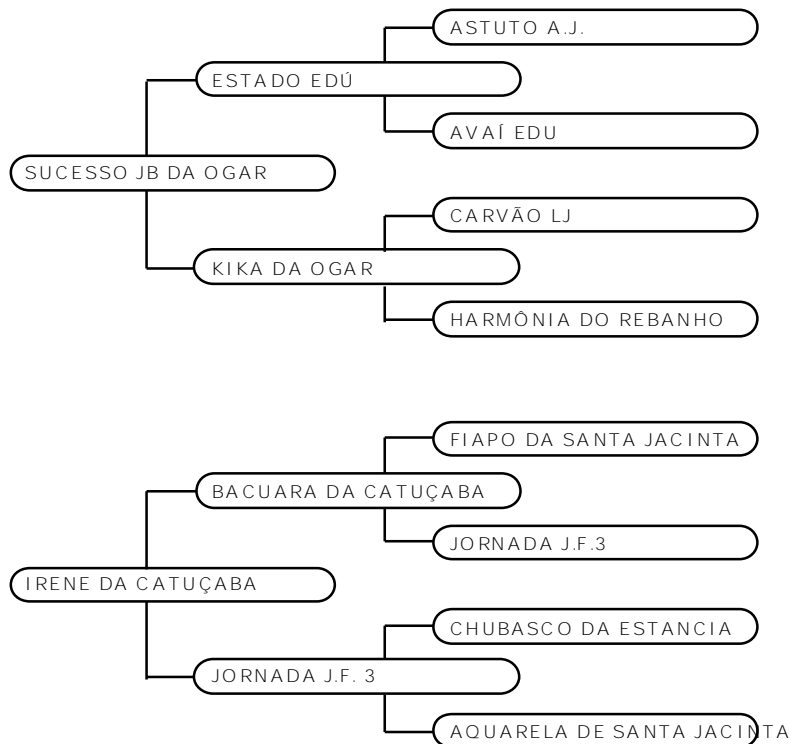 ASTUTO A.J.
ESTADO EDÚ
AVAÍ EDU
SUCESSO JB DA OGAR
CARVÃO LJ
KIKA DA OGAR
HARMÔNIA DO REBANHO
FIAPO DA SANTA JACINTA
BACUARA DA CATUÇABA
JORNADA J.F.3
IRENE DA CATUÇABA
CHUBASCO DA ESTANCIA
JORNADA J.F. 3
AQUARELA DE SANTA JACINTA